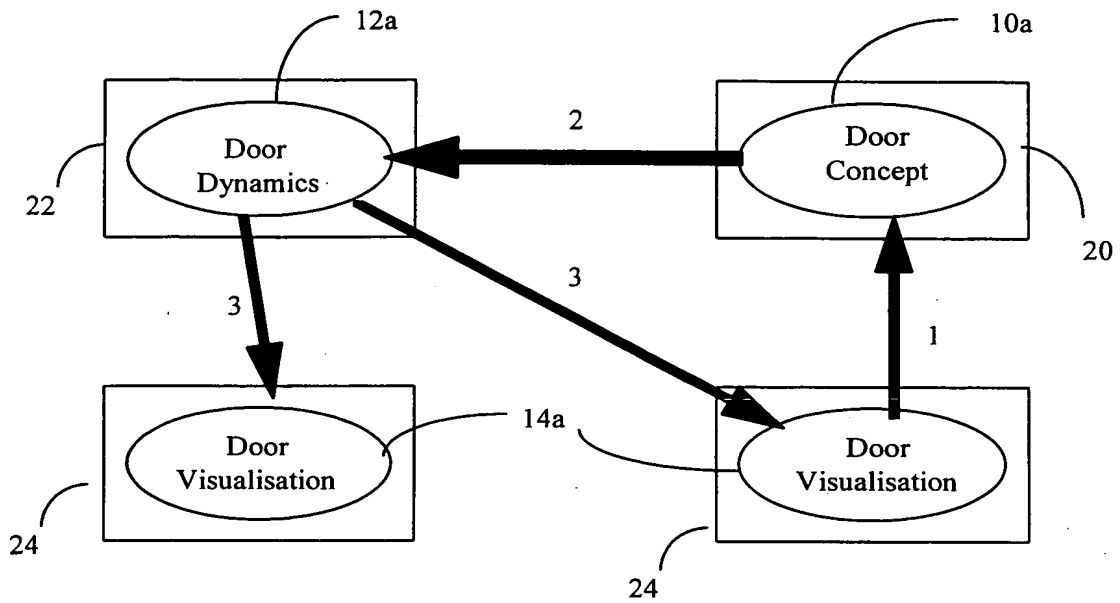 12a
10a
2
Door
Dynamics
Door
Concept
22
20
3
3
1
14a
Door
Visualisation
Door
Visualisation
24
24